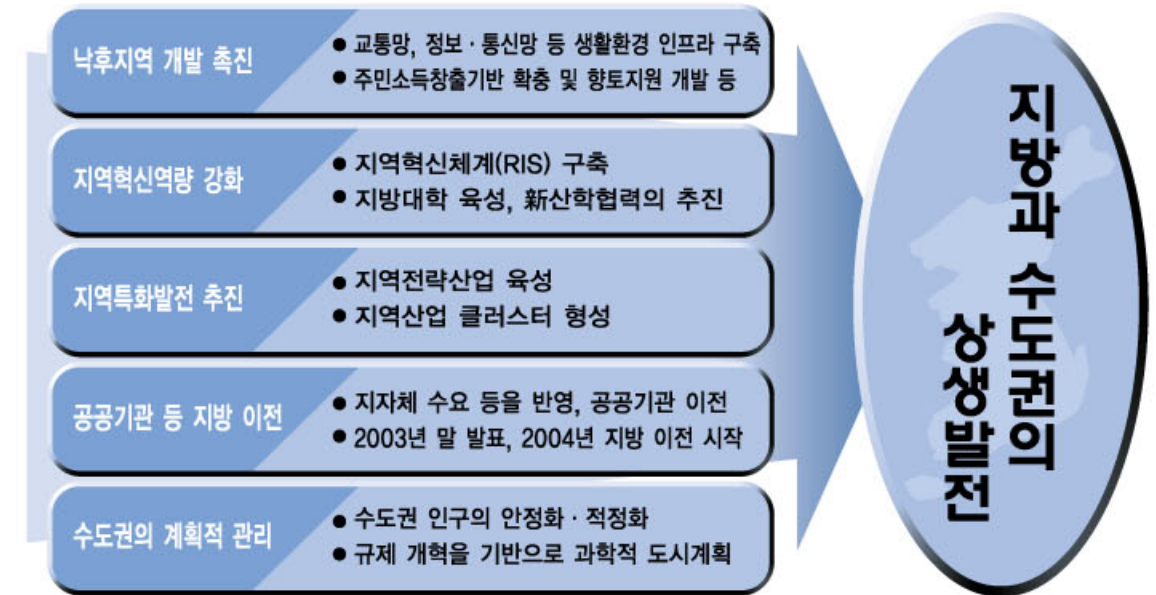 낙후지역 개발 촉진
● 교통망, 정보 · 통신망 등 생활환경 인프라 구축
● 주민소득창출기반 확충 및 향토지원 개발 등
지역혁신역량 강화
● 지역혁신체계(RIS) 구축
● 지방대학 육성, 新산학협력의 추진
지역특화발전 추진
● 지역전략산업 육성
● 지역산업 클러스터 형성
공공기관 등 지방 이전
● 지자체 수요 등을 반영, 공공기관 이전
● 2003년 말 발표, 2004년 지방 이전 시작
수도권의 계획적 관리
● 수도권 인구의 안정화 · 적정화
● 규제 개혁을 기반으로 과학적 도시계획
지방과 수도권의
상생발전